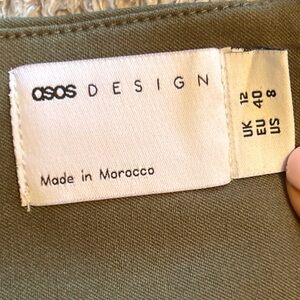 asos DESIGN
Made in Morocco
UK 12
EU 40
US 8